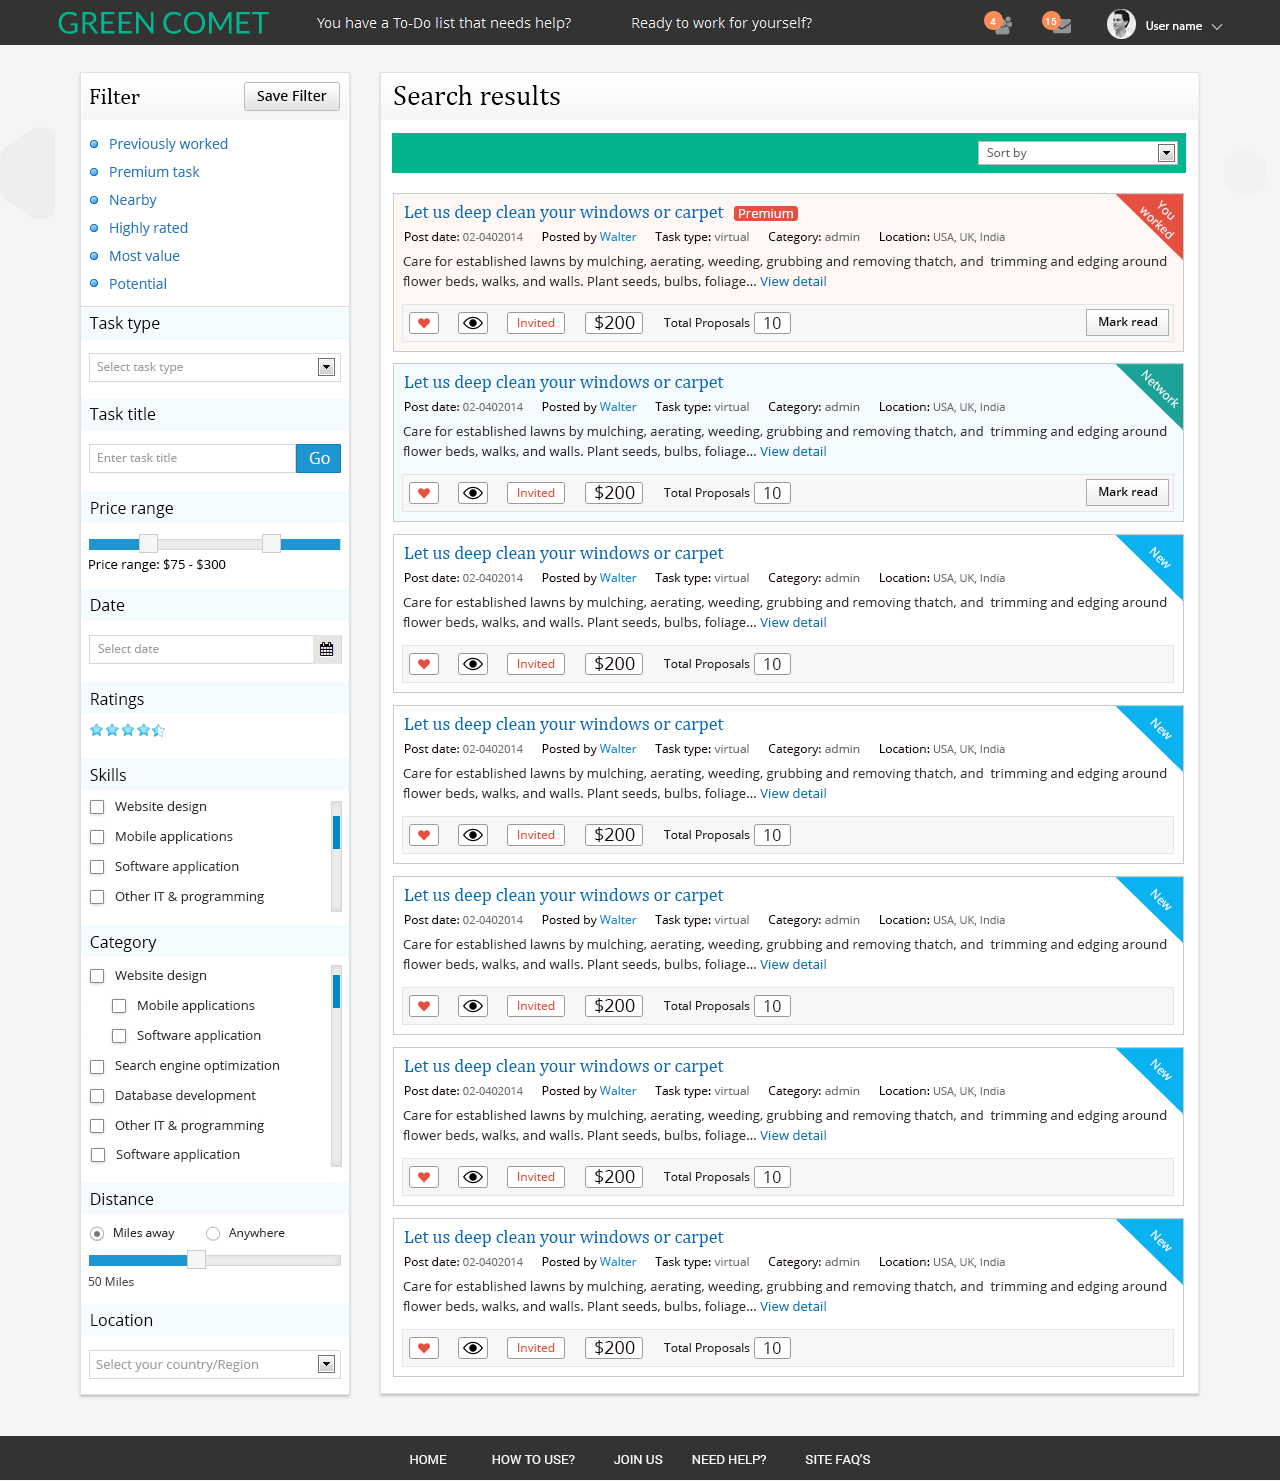 GREEN COMET
You have a To-Do list that needs help?
Ready to work for yourself?
4
15
User name
Filter
Save Filter
Previously worked
Premium task
Nearby
Highly rated
Most value
Potential
Task type
Select task type
Task title
Enter task title
Go
Price range
Price range: $75 - $300
Date
Select date
Ratings
Skills
Website design
Mobile applications
Software application
Other IT & programming
Category
Website design
Mobile applications
Software application
Search engine optimization
Database development
Other IT & programming
Software application
Distance
Miles away
Anywhere
50 Miles
Location
Select your country/Region
Search results
Sort by
Let us deep clean your windows or carpet Premium
You
worked
Post date: 02-0402014 Posted by Walter Task type: virtual Category: admin Location: USA, UK, India
Care for established lawns by mulching, aerating, weeding, grubbing and removing thatch, and trimming and edging around
flower beds, walks, and walls. Plant seeds, bulbs, foliage... View detail
Invited $200 Total Proposals 10 Mark read
Let us deep clean your windows or carpet
Network
Post date: 02-0402014 Posted by Walter Task type: virtual Category: admin Location: USA, UK, India
Care for established lawns by mulching, aerating, weeding, grubbing and removing thatch, and trimming and edging around
flower beds, walks, and walls. Plant seeds, bulbs, foliage... View detail
Invited $200 Total Proposals 10 Mark read
Let us deep clean your windows or carpet
New
Post date: 02-0402014 Posted by Walter Task type: virtual Category: admin Location: USA, UK, India
Care for established lawns by mulching, aerating, weeding, grubbing and removing thatch, and trimming and edging around
flower beds, walks, and walls. Plant seeds, bulbs, foliage... View detail
Invited $200 Total Proposals 10
Let us deep clean your windows or carpet
New
Post date: 02-0402014 Posted by Walter Task type: virtual Category: admin Location: USA, UK, India
Care for established lawns by mulching, aerating, weeding, grubbing and removing thatch, and trimming and edging around
flower beds, walks, and walls. Plant seeds, bulbs, foliage... View detail
Invited $200 Total Proposals 10
Let us deep clean your windows or carpet
New
Post date: 02-0402014 Posted by Walter Task type: virtual Category: admin Location: USA, UK, India
Care for established lawns by mulching, aerating, weeding, grubbing and removing thatch, and trimming and edging around
flower beds, walks, and walls. Plant seeds, bulbs, foliage... View detail
Invited $200 Total Proposals 10
Let us deep clean your windows or carpet
New
Post date: 02-0402014 Posted by Walter Task type: virtual Category: admin Location: USA, UK, India
Care for established lawns by mulching, aerating, weeding, grubbing and removing thatch, and trimming and edging around
flower beds, walks, and walls. Plant seeds, bulbs, foliage... View detail
Invited $200 Total Proposals 10
Let us deep clean your windows or carpet
New
Post date: 02-0402014 Posted by Walter Task type: virtual Category: admin Location: USA, UK, India
Care for established lawns by mulching, aerating, weeding, grubbing and removing thatch, and trimming and edging around
flower beds, walks, and walls. Plant seeds, bulbs, foliage... View detail
Invited $200 Total Proposals 10
HOME HOW TO USE? JOIN US NEED HELP? SITE FAQ'S